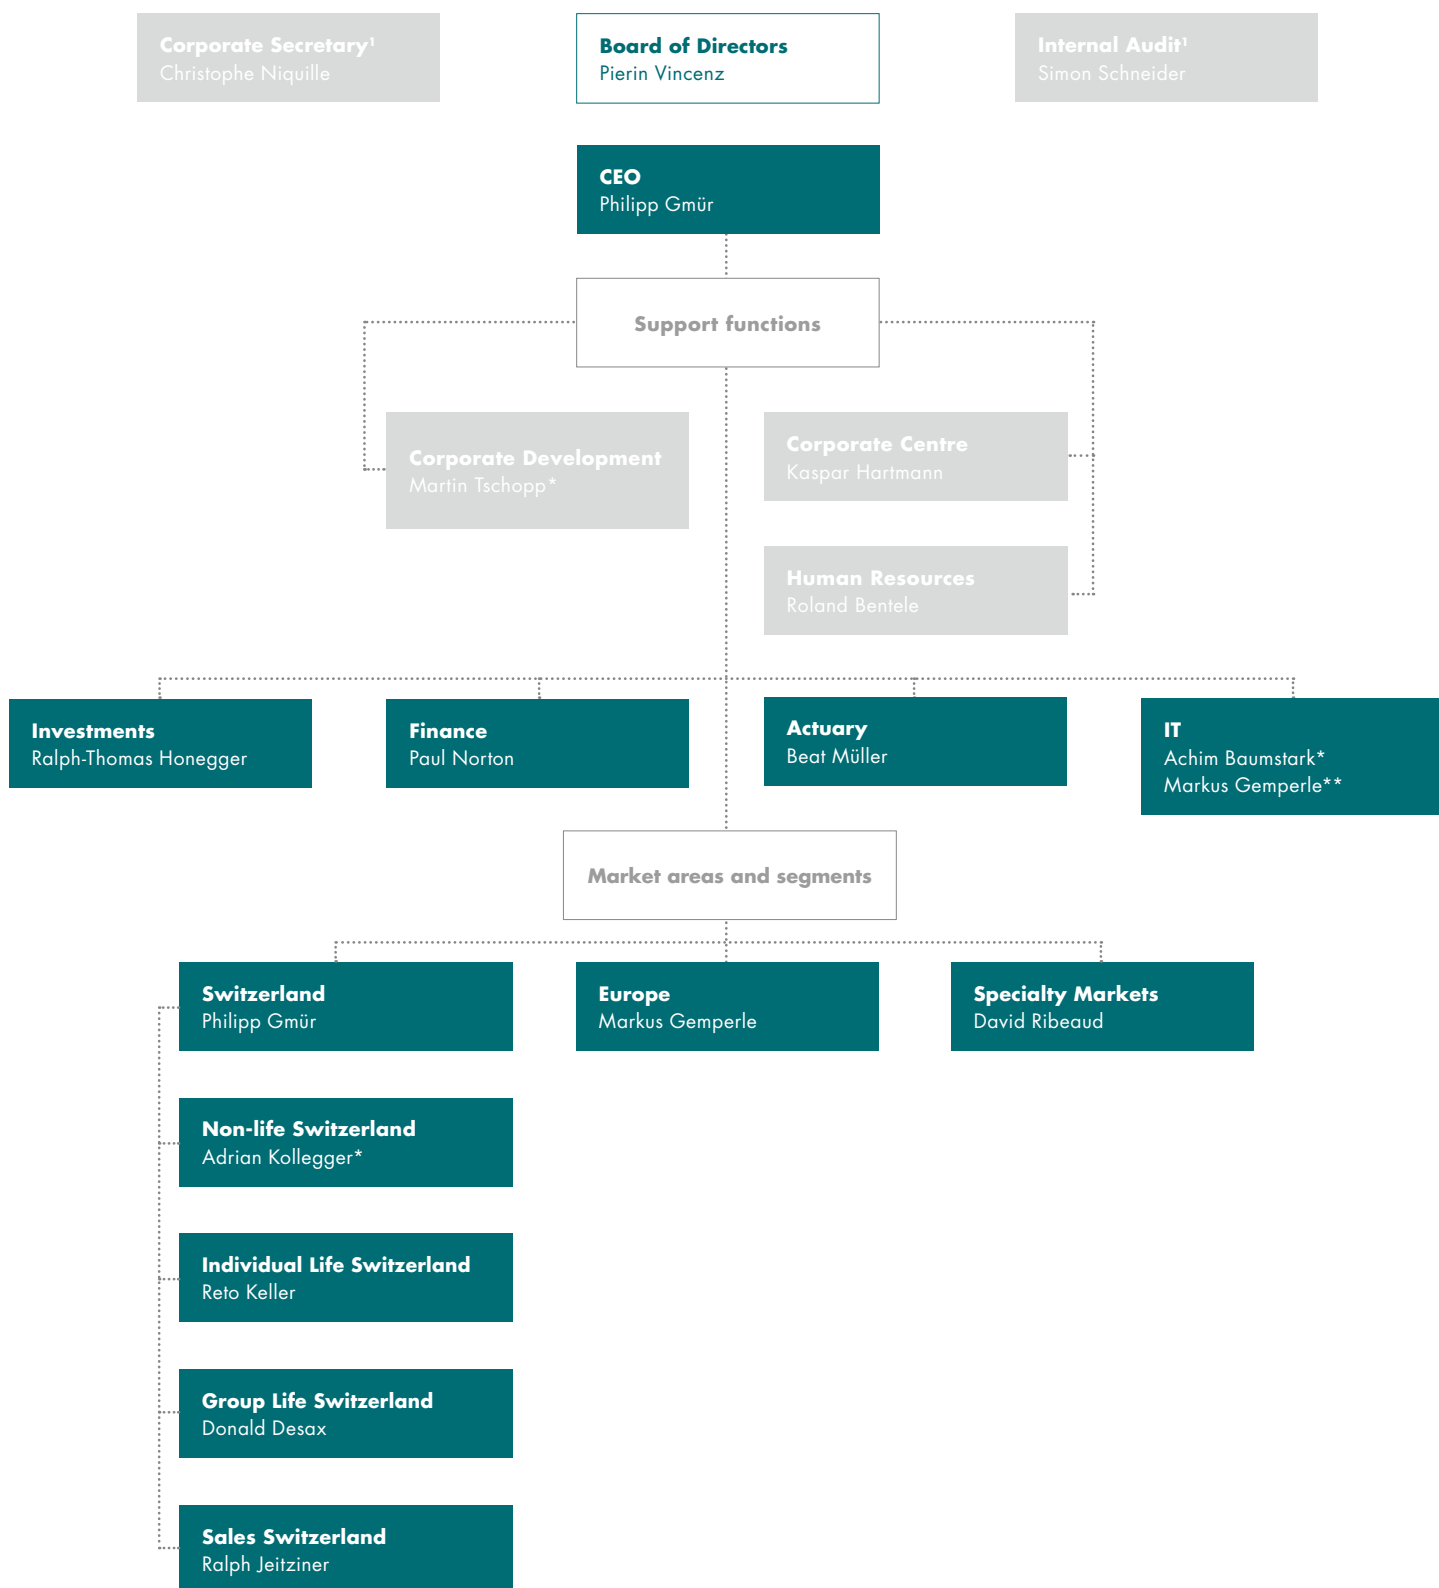 Corporate Secretary¹
Christophe Niquille
Board of Directors
Pierin Vincenz
Internal Audit¹
Simon Schneider
CEO
Philipp Gmür
Support functions
Corporate Development
Martin Tschopp*
Corporate Centre
Kaspar Hartmann
Human Resources
Roland Bentele
Investments
Ralph-Thomas Honegger
Finance
Paul Norton
Actuary
Beat Müller
IT
Achim Baumstark*
Markus Gemperle**
Market areas and segments
Switzerland
Philipp Gmür
Europe
Markus Gemperle
Specialty Markets
David Ribeaud
Non-life Switzerland
Adrian Kollegger*
Individual Life Switzerland
Reto Keller
Group Life Switzerland
Donald Desax
Sales Switzerland
Ralph Jeitziner